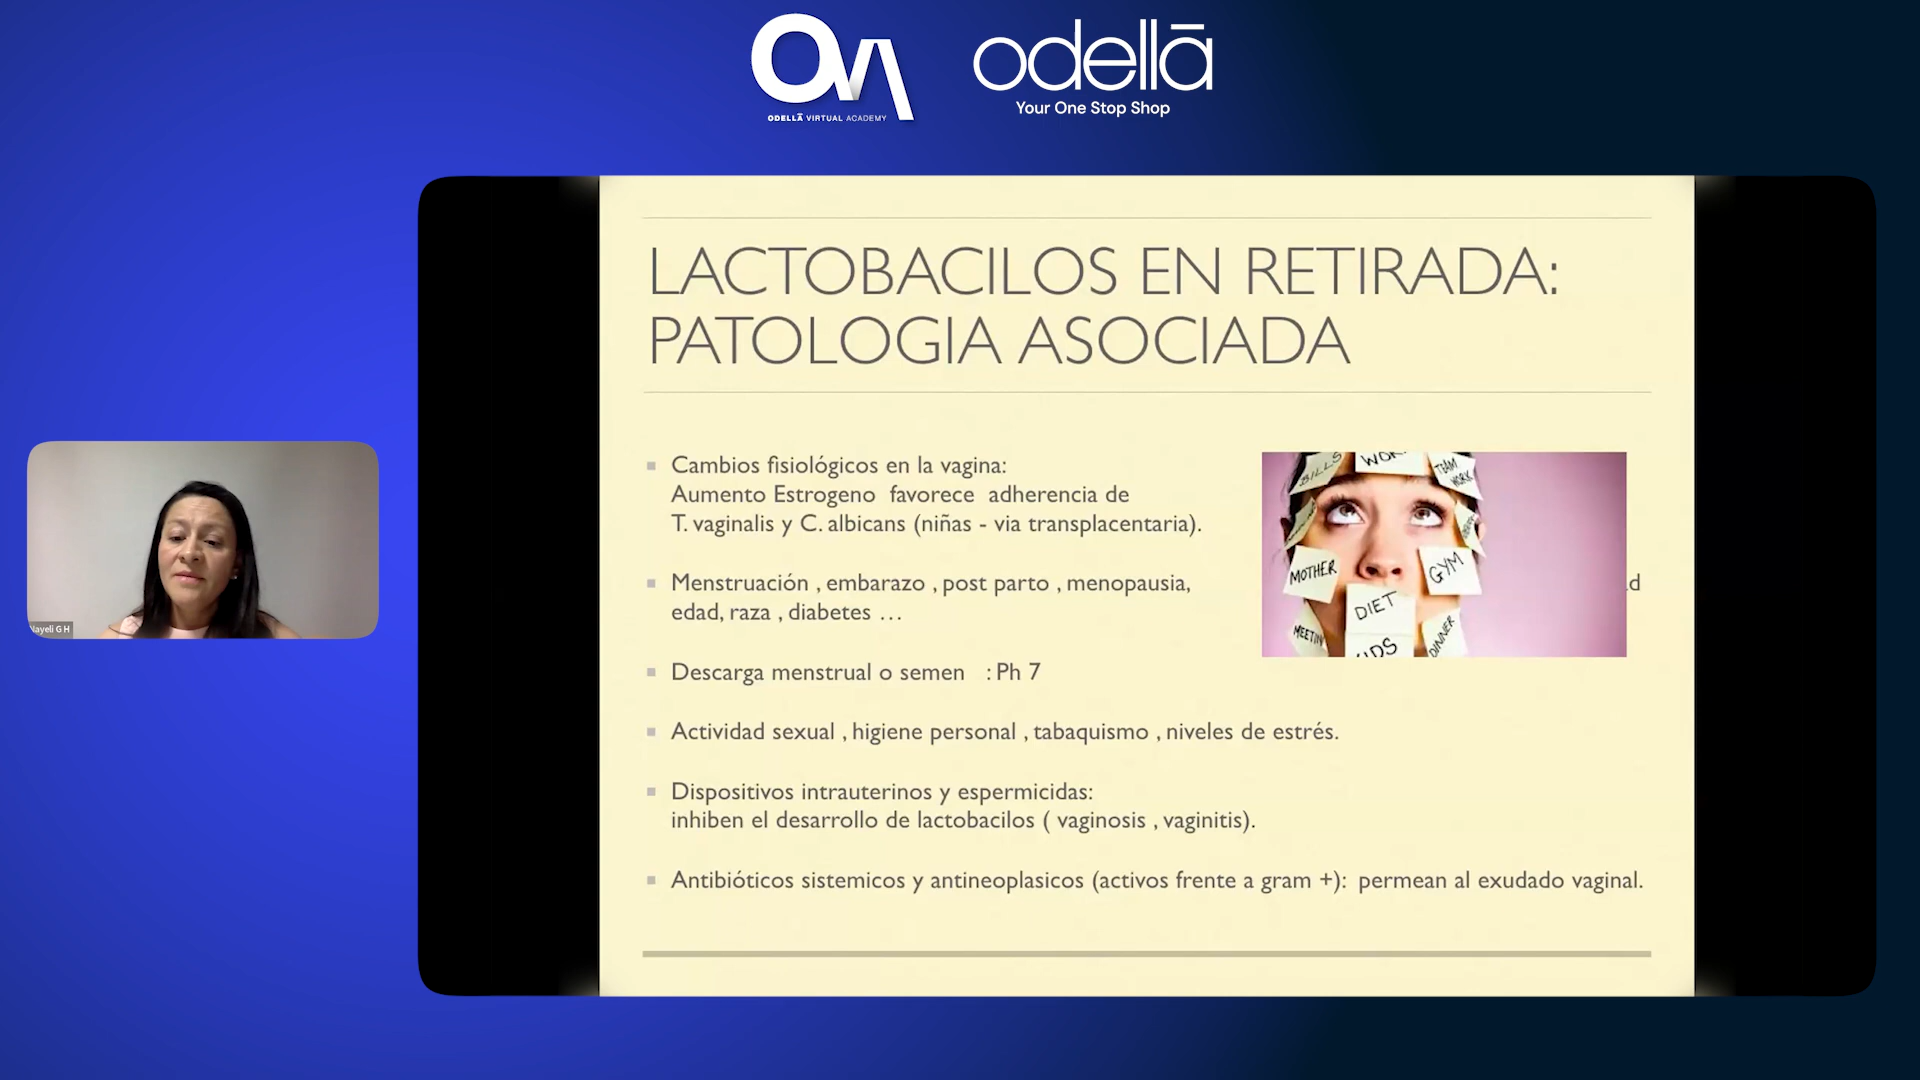 OVA
ODELLĀ VIRTUAL ACADEMY
odellā
Your One Stop Shop
LACTOBACILOS EN RETIRADA:
PATOLOGIA ASOCIADA
Cambios fisiológicos en la vagina:
Aumento Estrogeno favorece adherencia de
T. vaginalis y C. albicans (niñas - via transplacentaria).
Menstruación , embarazo , post parto , menopausia,
edad, raza , diabetes …
Descarga menstrual o semen : Ph 7
Actividad sexual , higiene personal , tabaquismo , niveles de estrés.
Dispositivos intrauterinos y espermicidas:
inhiben el desarrollo de lactobacilos ( vaginosis , vaginitis).
Antibióticos sistemicos y antineoplasicos (activos frente a gram +): permean al exudado vaginal.
BILLS
TEAM
WORK
MOTHER
GYM
DIET
DINNER
Nayeli G H